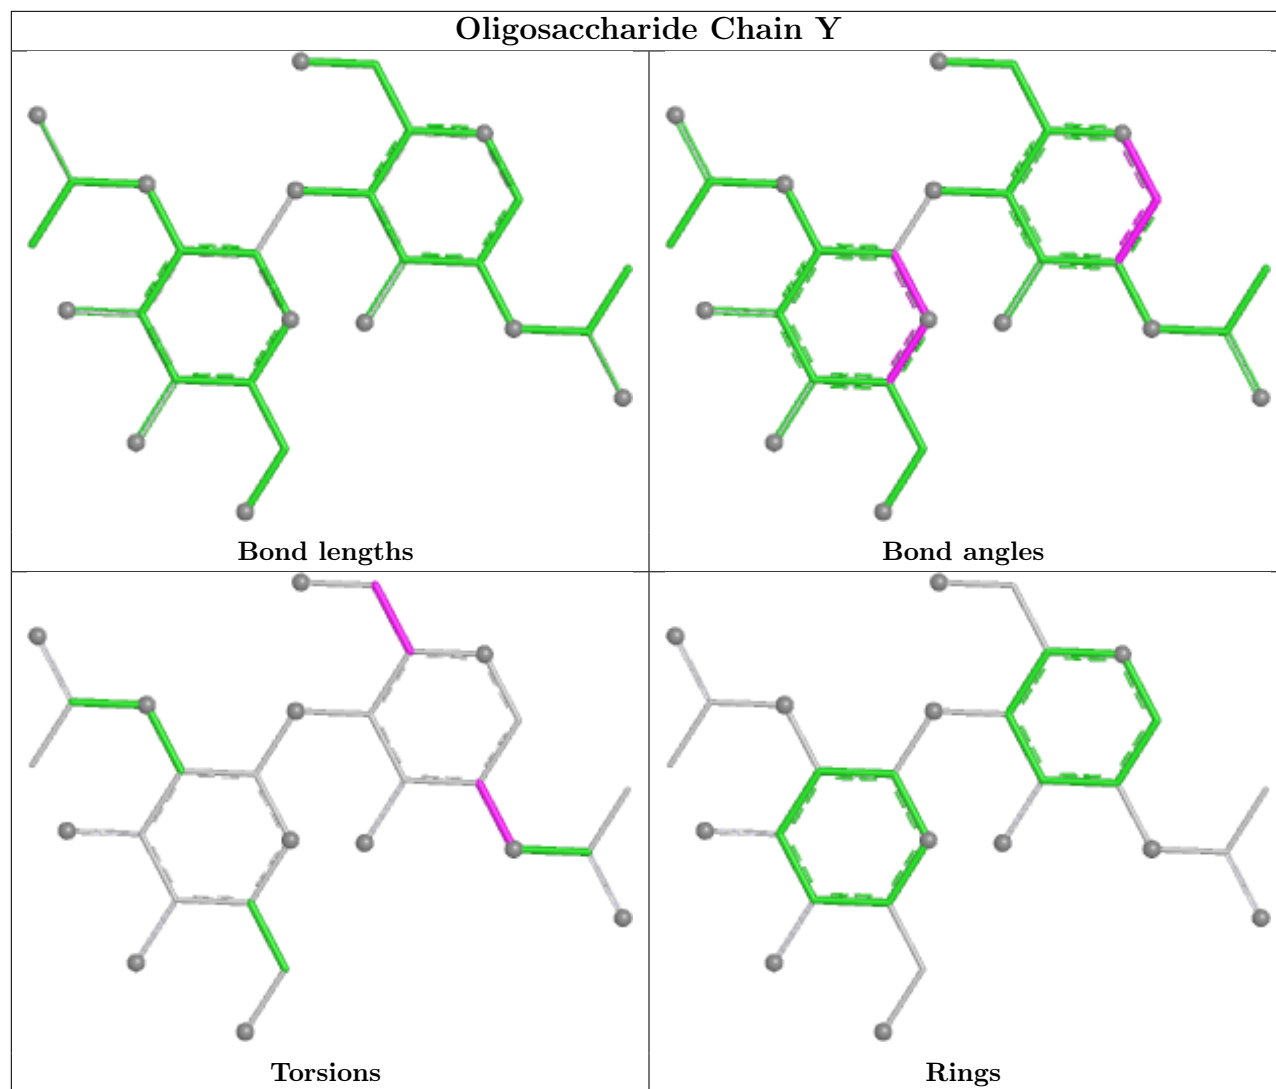 Oligosaccharide Chain Y
Bond lengths
Bond angles
Torsions
Rings